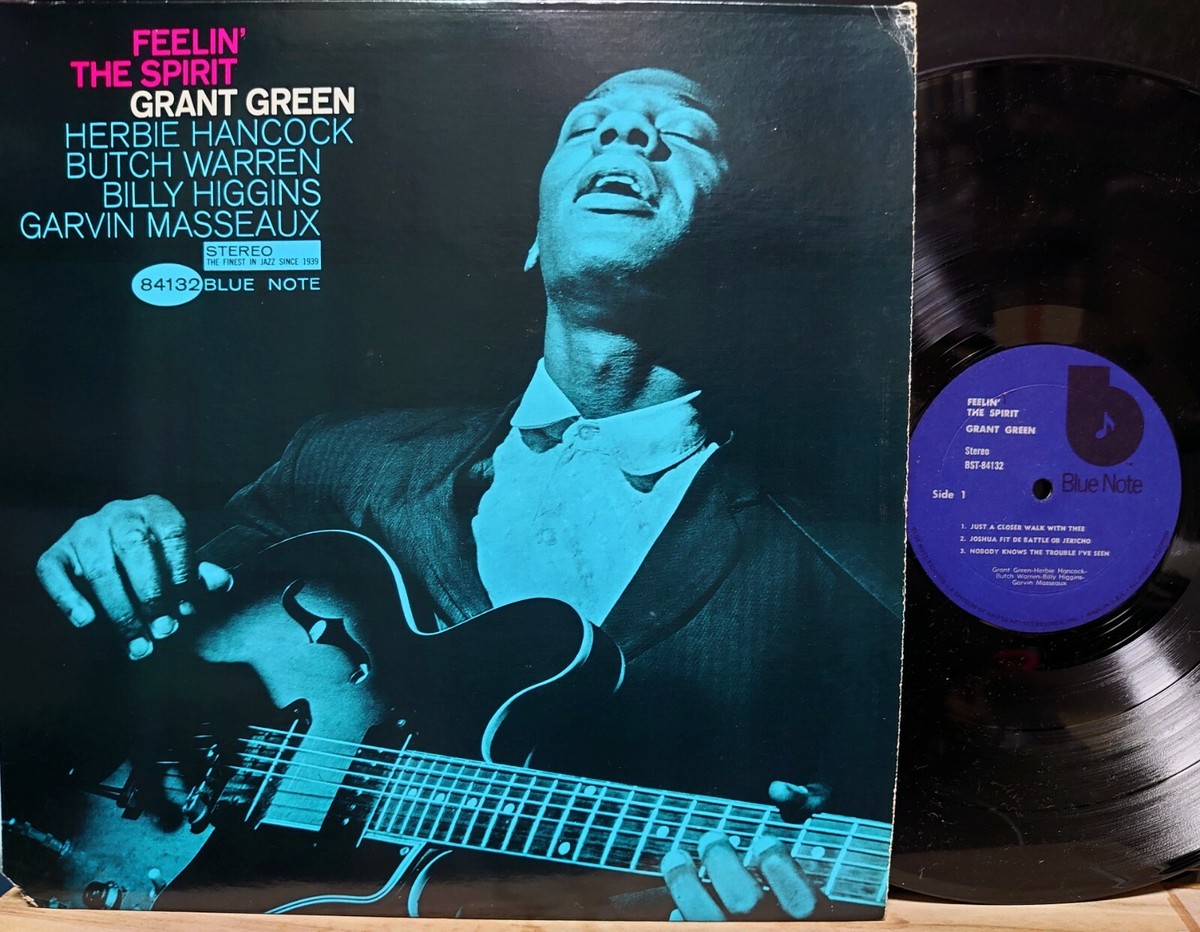 FEELIN'
THE SPIRIT
GRANT GREEN
HERBIE HANCOCK
BUTCH WARREN
BILLY HIGGINS
GARVIN MASSEAUX
STEREO
THE FINEST IN JAZZ SINCE 1939
84132 BLUE NOTE
FEELIN'
THE SPIRIT
GRANT GREEN
Stereo
BST-84132
Side 1
b
Blue Note
1. JUST A CLOSER WALK WITH THEE
2. JOSHUA FIT DE BATTLE OB JERICHO
3. NOBODY KNOWS THE TROUBLE I'VE SEEN
Grant Green-Herbie Hancock-
Butch Warren-Billy Higgins-
Garvin Masseaux